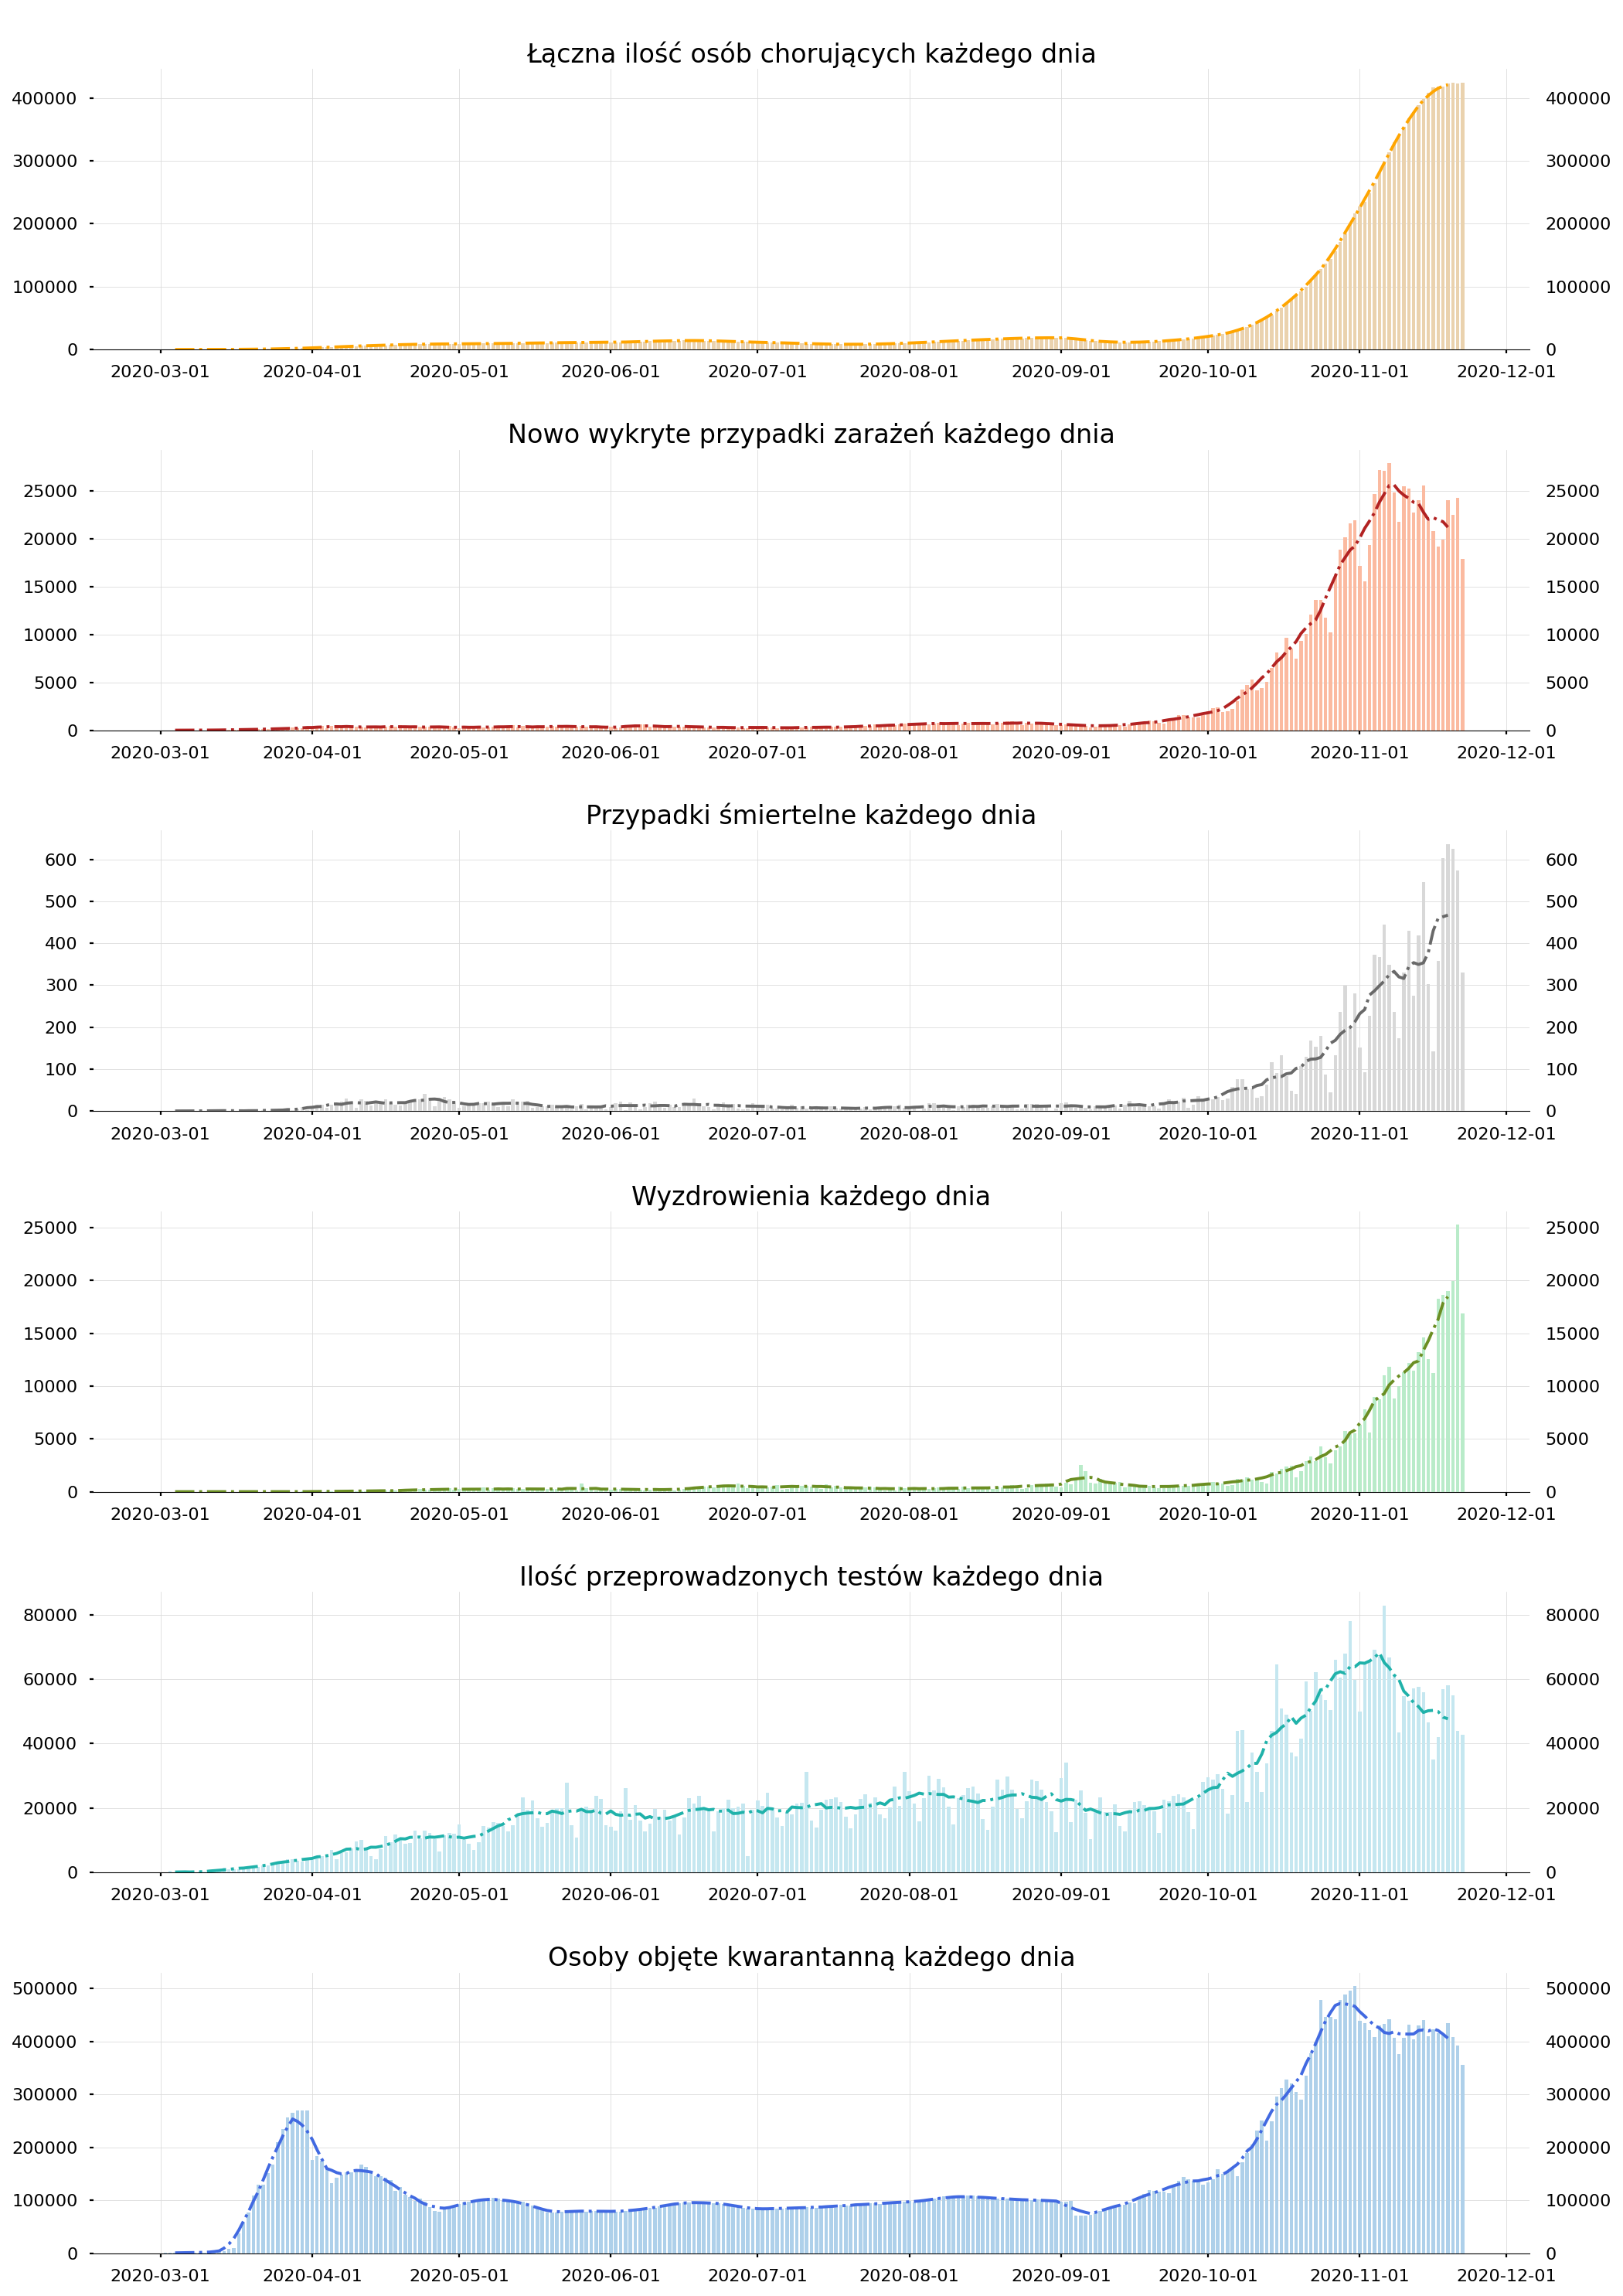 Łączna ilość osób chorujących każdego dnia
400000 400000
300000 300000
200000 200000
100000 100000
0 0
2020-03-01 2020-04-01 2020-05-01 2020-06-01 2020-07-01 2020-08-01 2020-09-01 2020-10-01 2020-11-01 2020-12-01
Nowo wykryte przypadki zarażeń każdego dnia
25000 25000
20000 20000
15000 15000
10000 10000
5000 5000
0 0
2020-03-01 2020-04-01 2020-05-01 2020-06-01 2020-07-01 2020-08-01 2020-09-01 2020-10-01 2020-11-01 2020-12-01
Przypadki śmiertelne każdego dnia
600 600
500 500
400 400
300 300
200 200
100 100
0 0
2020-03-01 2020-04-01 2020-05-01 2020-06-01 2020-07-01 2020-08-01 2020-09-01 2020-10-01 2020-11-01 2020-12-01
Wyzdrowienia każdego dnia
25000 25000
20000 20000
15000 15000
10000 10000
5000 5000
0 0
2020-03-01 2020-04-01 2020-05-01 2020-06-01 2020-07-01 2020-08-01 2020-09-01 2020-10-01 2020-11-01 2020-12-01
Ilość przeprowadzonych testów każdego dnia
80000 80000
60000 60000
40000 40000
20000 20000
0 0
2020-03-01 2020-04-01 2020-05-01 2020-06-01 2020-07-01 2020-08-01 2020-09-01 2020-10-01 2020-11-01 2020-12-01
Osoby objęte kwarantanną każdego dnia
500000 500000
400000 400000
300000 300000
200000 200000
100000 100000
0 0
2020-03-01 2020-04-01 2020-05-01 2020-06-01 2020-07-01 2020-08-01 2020-09-01 2020-10-01 2020-11-01 2020-12-01